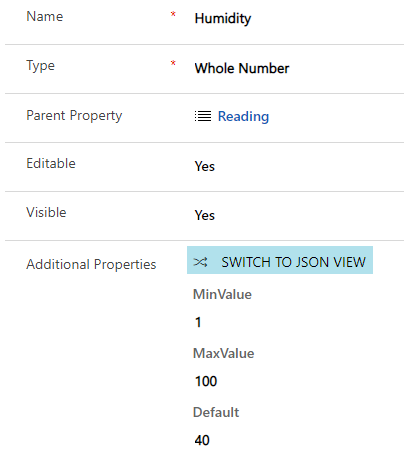 Name * Humidity
Type * Whole Number
Parent Property Reading
Editable Yes
Visible Yes
Additional Properties SWITCH TO JSON VIEW
MinValue
1
MaxValue
100
Default
40